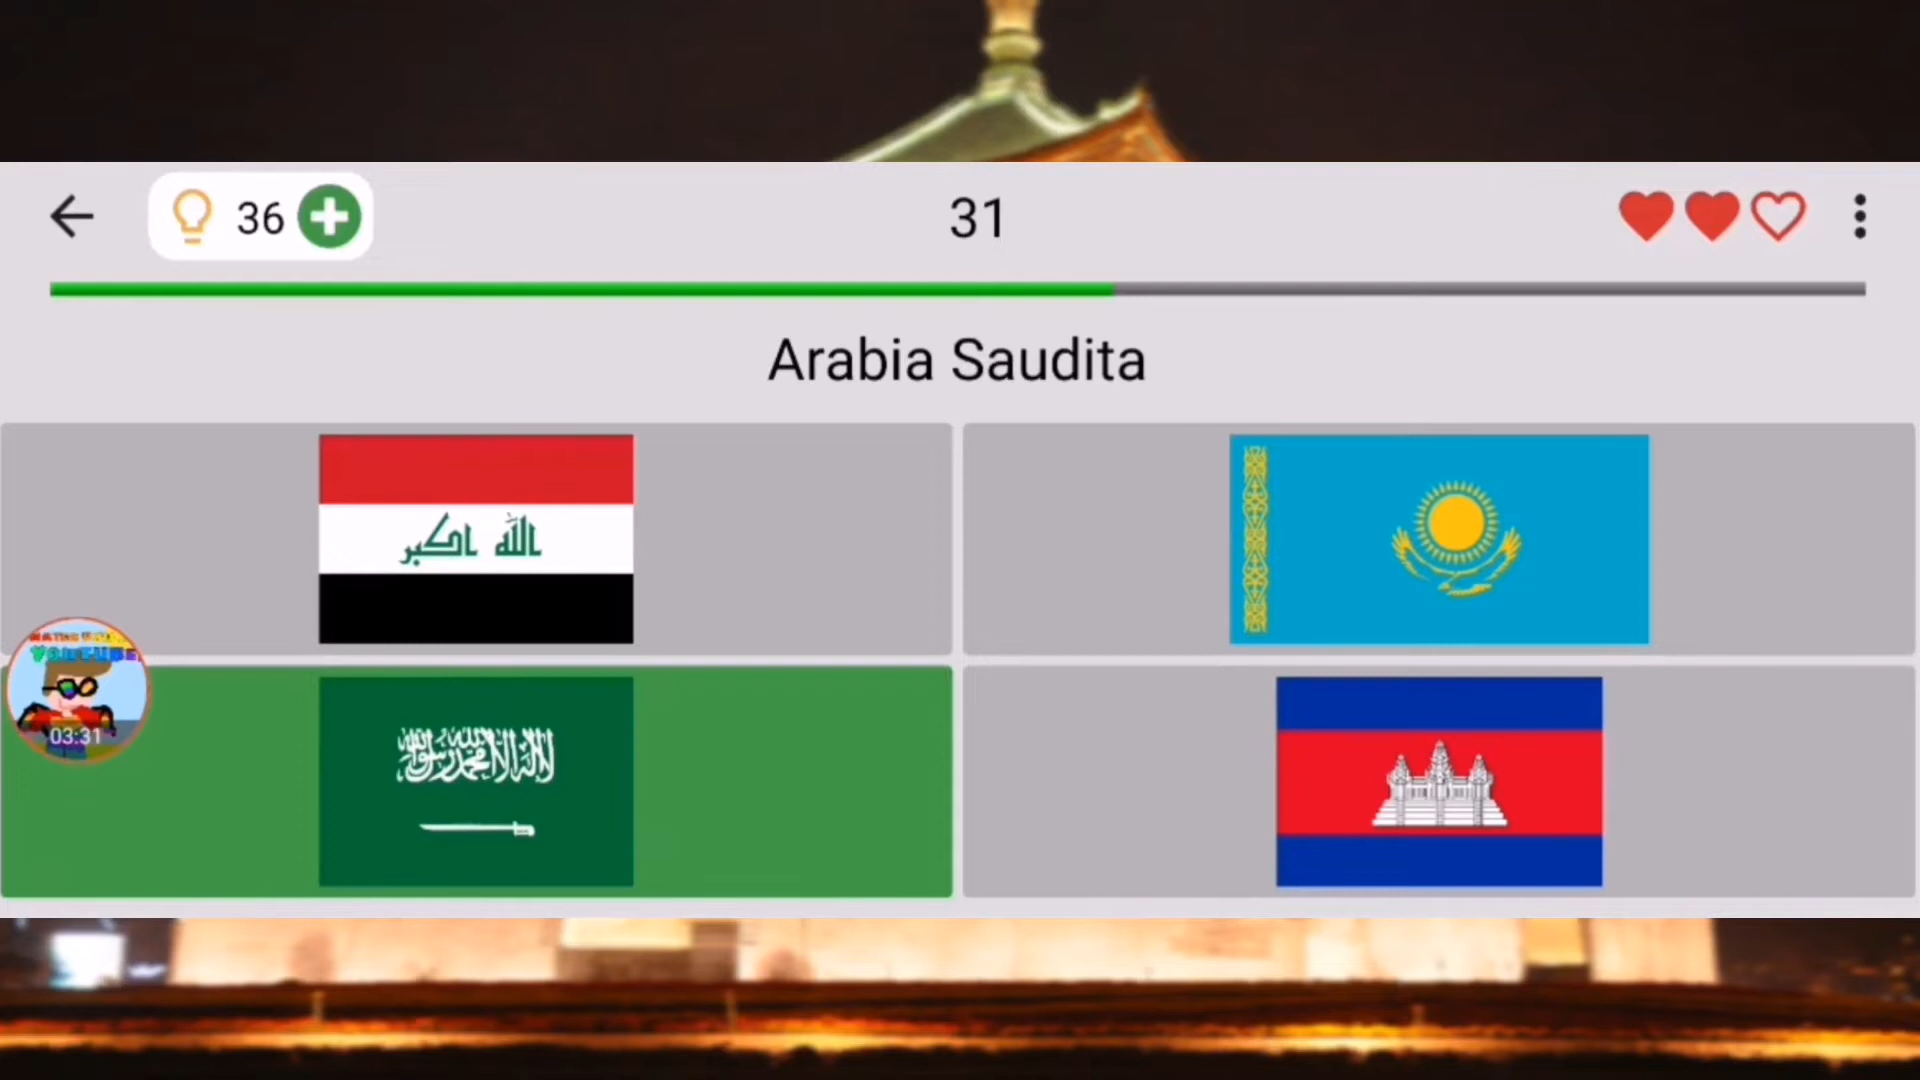 36
31
Arabia Saudita
الله اكبر
لا إله إلا الله محمد رسول الله
03:31